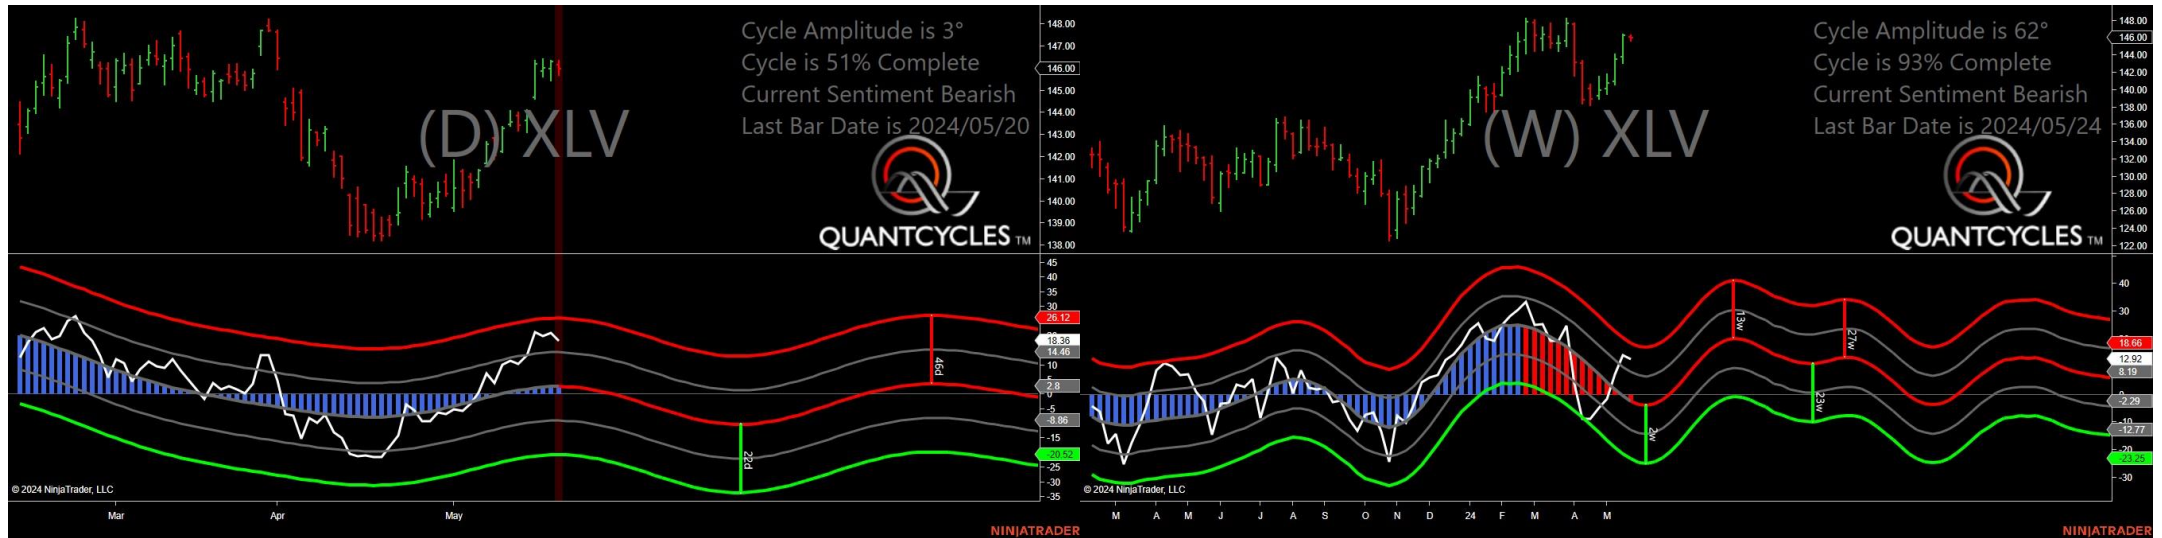 Cycle Amplitude is 3°
Cycle is 51% Complete
Current Sentiment Bearish
Last Bar Date is 2024/05/20
(D) XLV
QUANTCYCLES TM
148.00
147.00
146.00
145.00
144.00
143.00
142.00
141.00
140.00
139.00
138.00
45
40
35
30
26.12
18.36
14.46
10
5
2.8
0
-5
-8.86
-15
-20.52
-25
-30
-35
46d
22d
© 2024 NinjaTrader, LLC
Mar
Apr
May
NINJATRADER
Cycle Amplitude is 62°
Cycle is 93% Complete
Current Sentiment Bearish
Last Bar Date is 2024/05/24
(W) XLV
QUANTCYCLES TM
148.00
146.00
144.00
142.00
140.00
138.00
136.00
134.00
132.00
130.00
128.00
126.00
124.00
122.00
40
30
18.66
12.92
8.19
-2.29
-10
-12.77
-20
-23.25
-30
13w
27w
23w
2w
© 2024 NinjaTrader, LLC
M A M J J A S O N D 24 F M A M
NINJATRADER